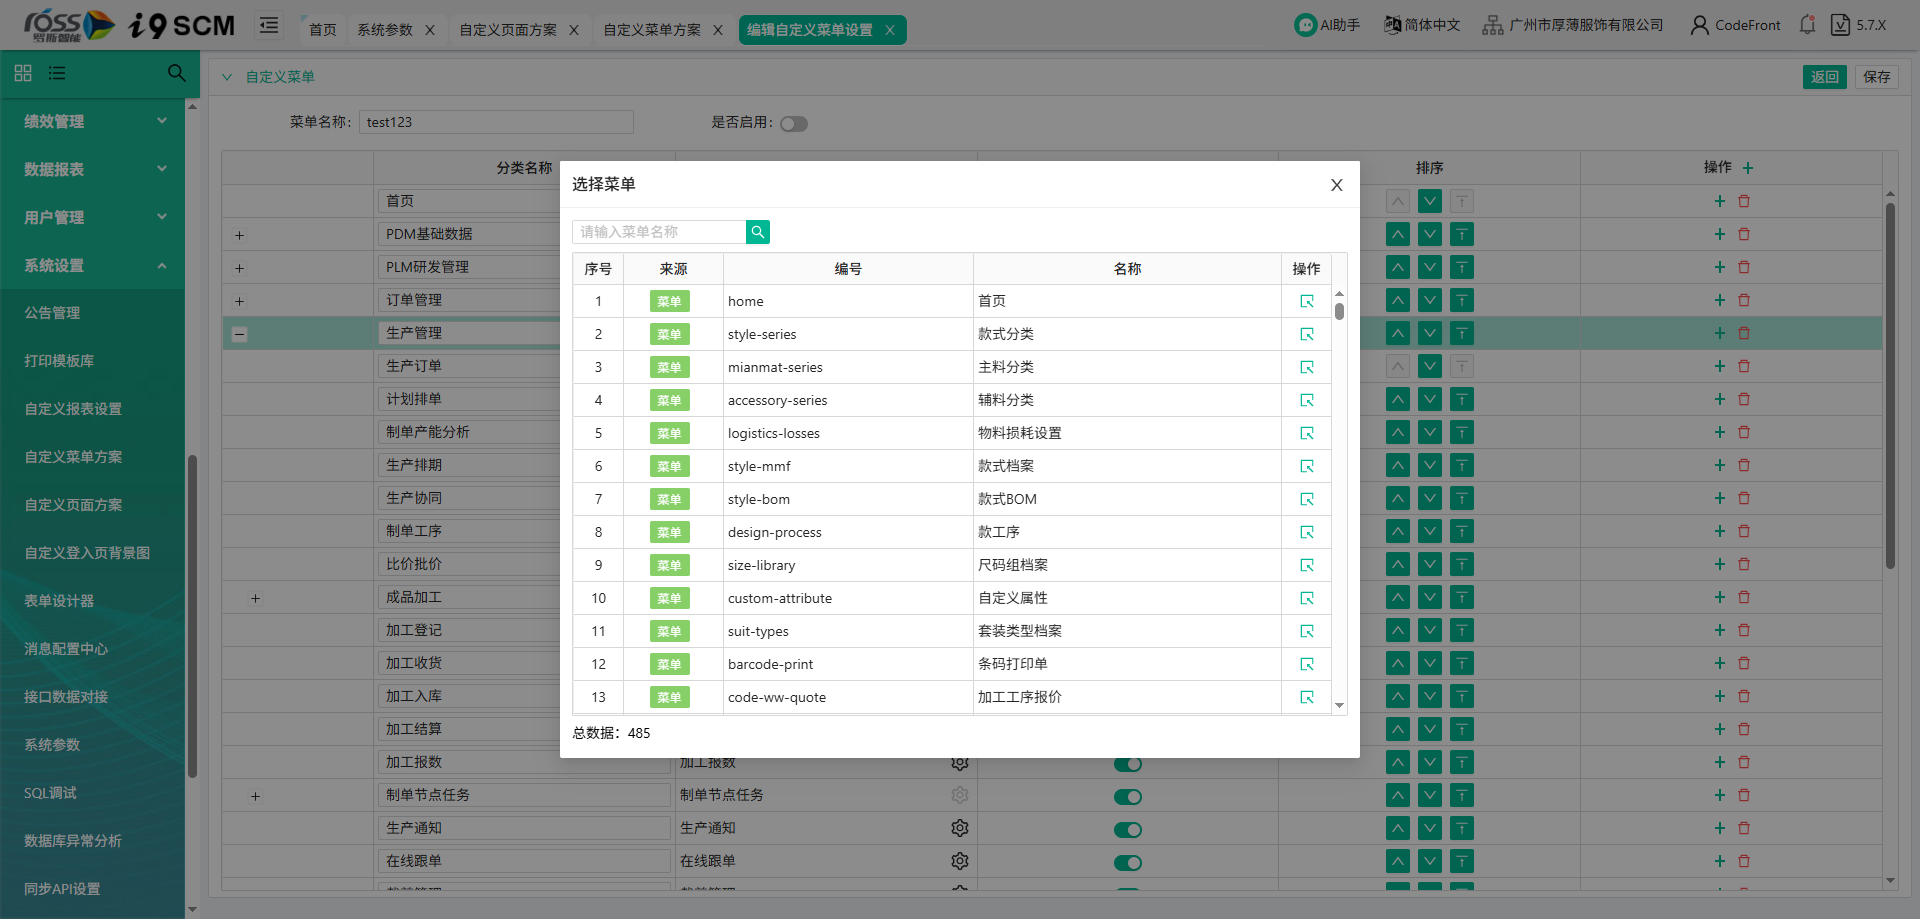 rōss 罗斯智能 i9 SCM
首页 系统参数 自定义页面方案 自定义菜单方案 编辑自定义菜单设置
AI助手 简体中文 广州市厚薄服饰有限公司 CodeFront 5.7.X
绩效管理
数据报表
用户管理
系统设置
公告管理
打印模板库
自定义报表设置
自定义菜单方案
自定义页面方案
自定义登入页背景图
表单设计器
消息配置中心
接口数据对接
系统参数
SQL调试
数据库异常分析
同步API设置
自定义菜单 返回 保存
菜单名称: test123 是否启用:
分类名称 排序 操作
首页
PDM基础数据
PLM研发管理
订单管理
生产管理
生产订单
计划排单
制单产能分析
生产排期
生产协同
制单工序
比价批价
成品加工
加工登记
加工收货
加工入库
加工结算
加工报数 加工报数
制单节点任务 制单节点任务
生产通知 生产通知
在线跟单 在线跟单
选择菜单
请输入菜单名称
序号 来源 编号 名称 操作
1 菜单 home 首页
2 菜单 style-series 款式分类
3 菜单 mianmat-series 主料分类
4 菜单 accessory-series 辅料分类
5 菜单 logistics-losses 物料损耗设置
6 菜单 style-mmf 款式档案
7 菜单 style-bom 款式BOM
8 菜单 design-process 款工序
9 菜单 size-library 尺码组档案
10 菜单 custom-attribute 自定义属性
11 菜单 suit-types 套装类型档案
12 菜单 barcode-print 条码打印单
13 菜单 code-ww-quote 加工工序报价
总数据：485